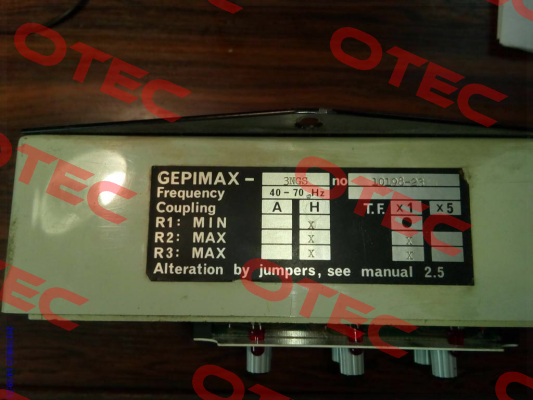 OTEC
OTEC
OTEC
OTEC
OTEC
OTEC
GEPIMAX- 3NGS no
Frequency 40-70 Hz
Coupling A H T.F. x1 x5
R1: MIN X
R2: MAX X X
R3: MAX X X
Alteration by jumpers, see manual 2.5